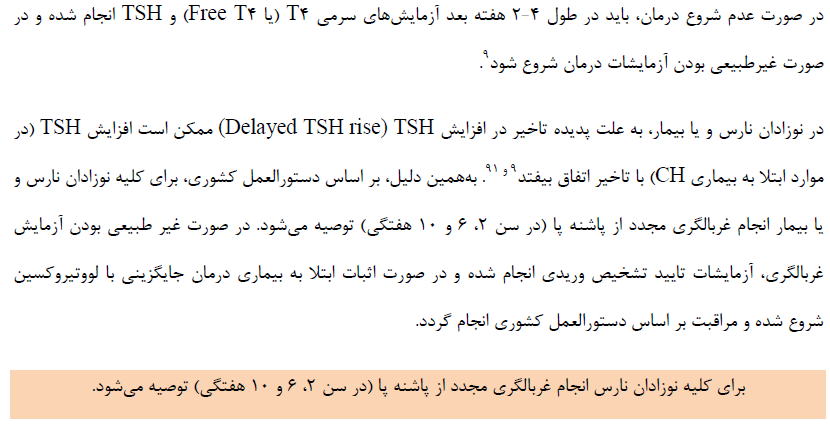 در صورت عدم شروع درمان، باید در طول ۴-۲ هفته بعد آزمایش‌های سرمی T۴ (یا Free T۴) و TSH انجام شده و در
صورت غیرطبیعی بودن آزمایشات درمان شروع شود۹.
در نوزادان نارس و یا بیمار، به علت پدیده تاخیر در افزایش TSH (Delayed TSH rise) ممکن است افزایش TSH (در
موارد ابتلا به بیماری CH) با تاخیر اتفاق بیفتد۹ و ۹۱. به‌همین دلیل، بر اساس دستورالعمل کشوری، برای کلیه نوزادان نارس و
یا بیمار انجام غربالگری مجدد از پاشنه پا (در سن ۲، ۶ و ۱۰ هفتگی) توصیه می‌شود. در صورت غیر طبیعی بودن آزمایش
غربالگری، آزمایشات تایید تشخیص وریدی انجام شده و در صورت اثبات ابتلا به بیماری درمان جایگزینی با لووتیروکسین
شروع شده و مراقبت بر اساس دستورالعمل کشوری انجام گردد.
برای کلیه نوزادان نارس انجام غربالگری مجدد از پاشنه پا (در سن ۲، ۶ و ۱۰ هفتگی) توصیه می‌شود.